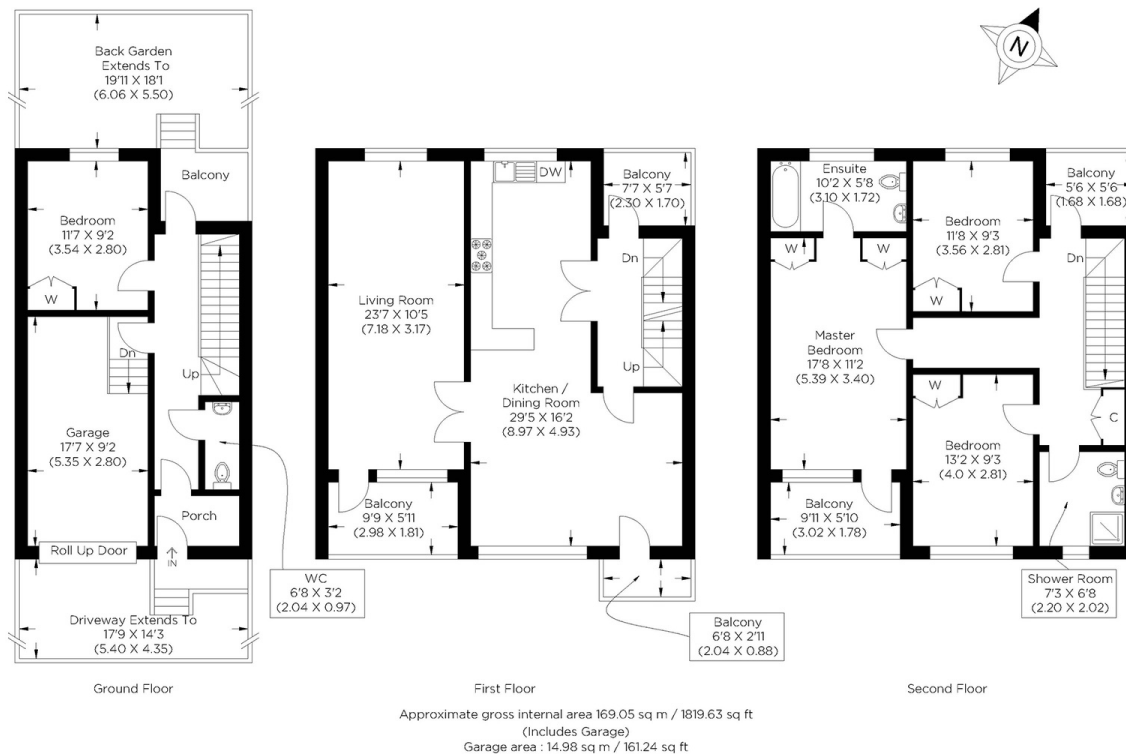 Back Garden
Extends To
19'11 X 18'1
(6.06 X 5.50)
Balcony
Bedroom
11'7 X 9'2
(3.54 X 2.80)
W
Dn
Up
Garage
17'7 X 9'2
(5.35 X 2.80)
Porch
Roll Up Door
IN
WC
6'8 X 3'2
(2.04 X 0.97)
Driveway Extends To
17'9 X 14'3
(5.40 X 4.35)
Ground Floor
DW
Balcony
7'7 X 5'7
(2.30 X 1.70)
Dn
Living Room
23'7 X 10'5
(7.18 X 3.17)
Up
Kitchen /
Dining Room
29'5 X 16'2
(8.97 X 4.93)
Balcony
9'9 X 5'11
(2.98 X 1.81)
Balcony
6'8 X 2'11
(2.04 X 0.88)
First Floor
N
Ensuite
10'2 X 5'8
(3.10 X 1.72)
Balcony
5'6 X 5'6
(1.68 X 1.68)
Bedroom
11'8 X 9'3
(3.56 X 2.81)
W
W
Dn
W
Master
Bedroom
17'8 X 11'2
(5.39 X 3.40)
W
C
Bedroom
13'2 X 9'3
(4.0 X 2.81)
Balcony
9'11 X 5'10
(3.02 X 1.78)
Shower Room
7'3 X 6'8
(2.20 X 2.02)
Second Floor
Approximate gross internal area 169.05 sq m / 1819.63 sq ft
(Includes Garage)
Garage area : 14.98 sq m / 161.24 sq ft